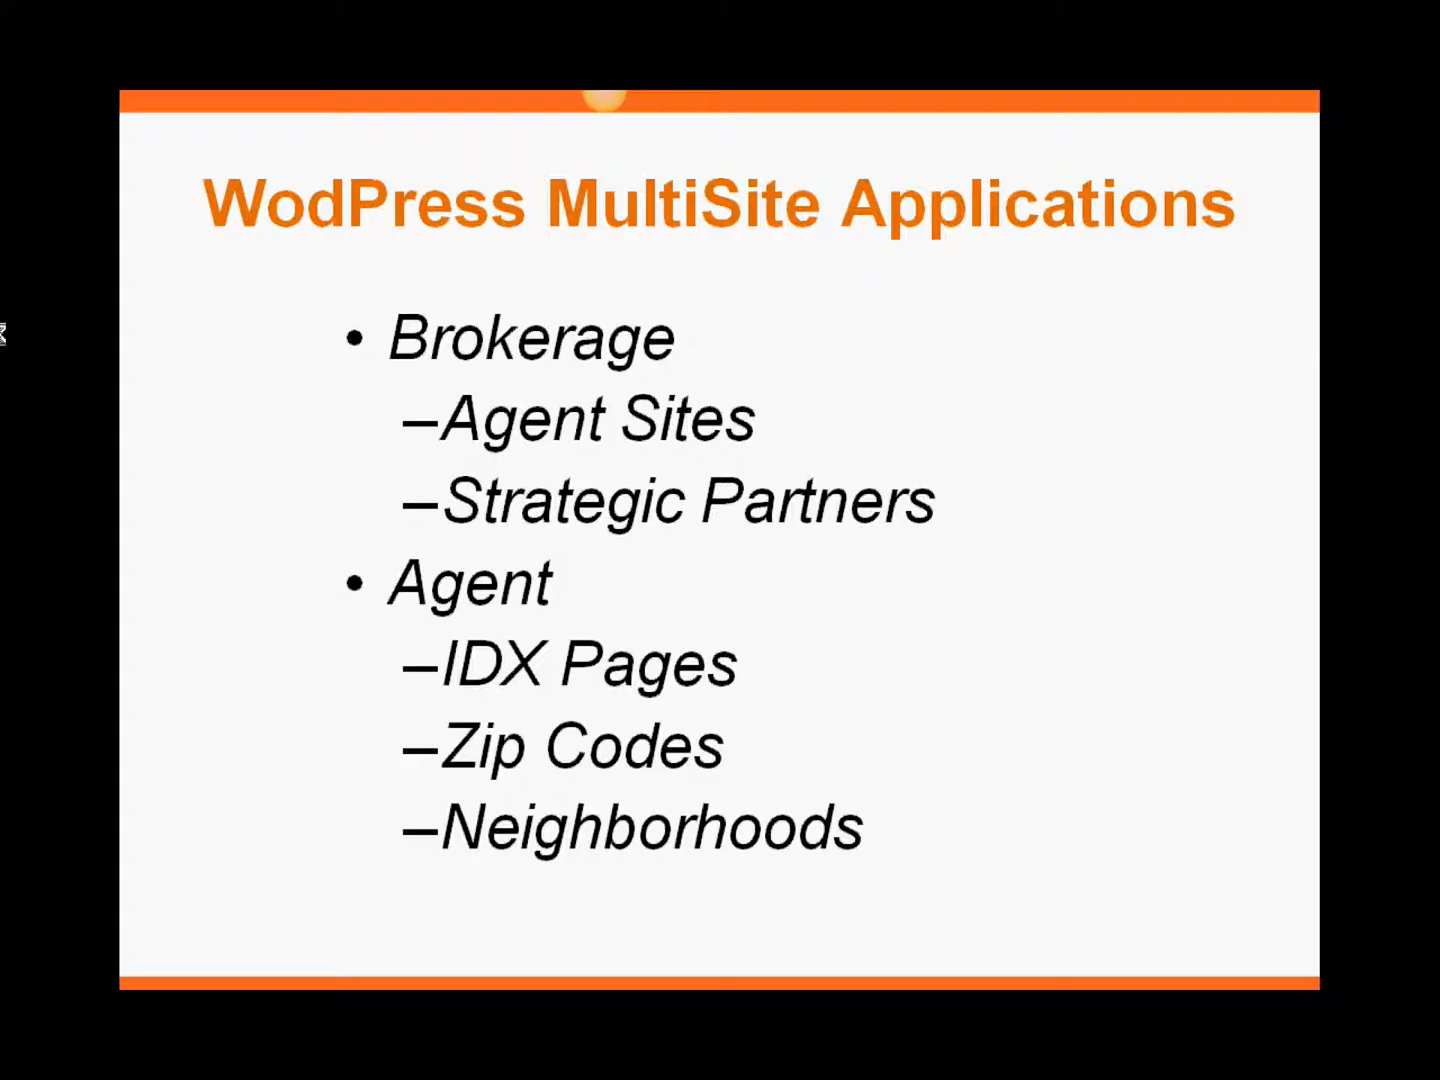 WodPress MultiSite Applications
• Brokerage
–Agent Sites
–Strategic Partners
• Agent
–IDX Pages
–Zip Codes
–Neighborhoods